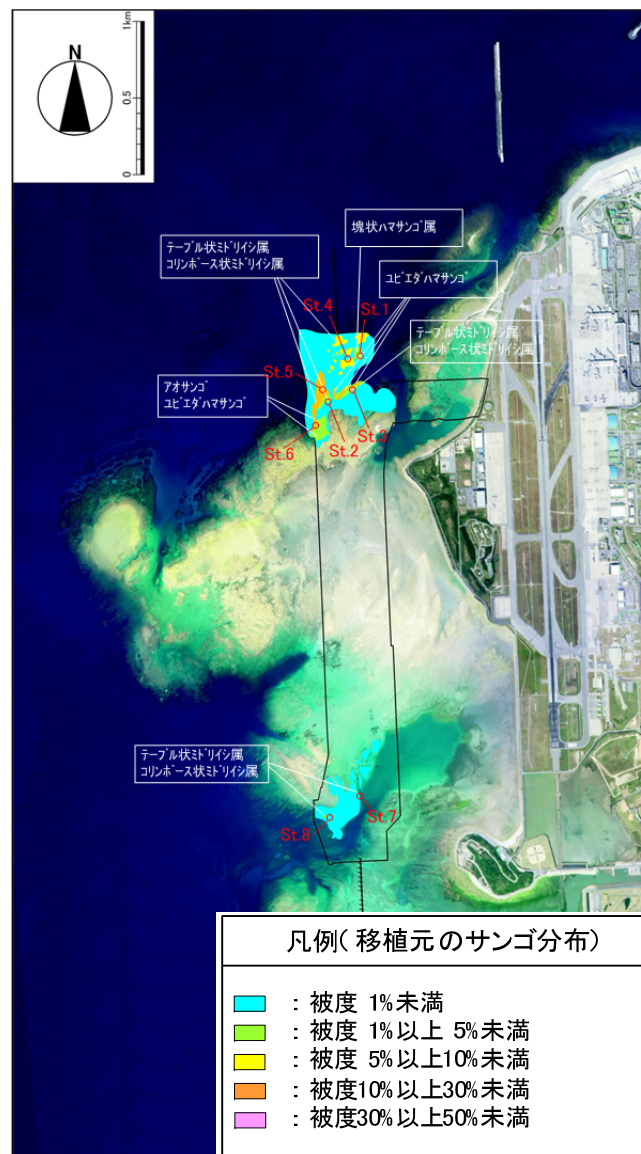 N
1km
0.5
0
塊状ﾊﾏｻﾝｺﾞ属
テーブル状ﾐﾄﾞﾘｲｼ属
コリンﾎﾞース状ﾐﾄﾞﾘｲｼ属
ユﾋﾞエダﾊﾏｻﾝｺﾞ
St.4
St.1
テーブル状ﾐﾄﾞﾘｲｼ属
コリンﾎﾞース状ﾐﾄﾞﾘｲｼ属
アオサンｺﾞ
ユﾋﾞエダﾊﾏｻﾝｺﾞ
St.5
St.3
St.2
St.6
テーブル状ﾐﾄﾞﾘｲｼ属
コリンﾎﾞース状ﾐﾄﾞﾘｲｼ属
St.7
St.8
凡例(移植元のサンゴ分布)
：被度 1%未満
：被度 1%以上 5%未満
：被度 5%以上10%未満
：被度10%以上30%未満
：被度30%以上50%未満